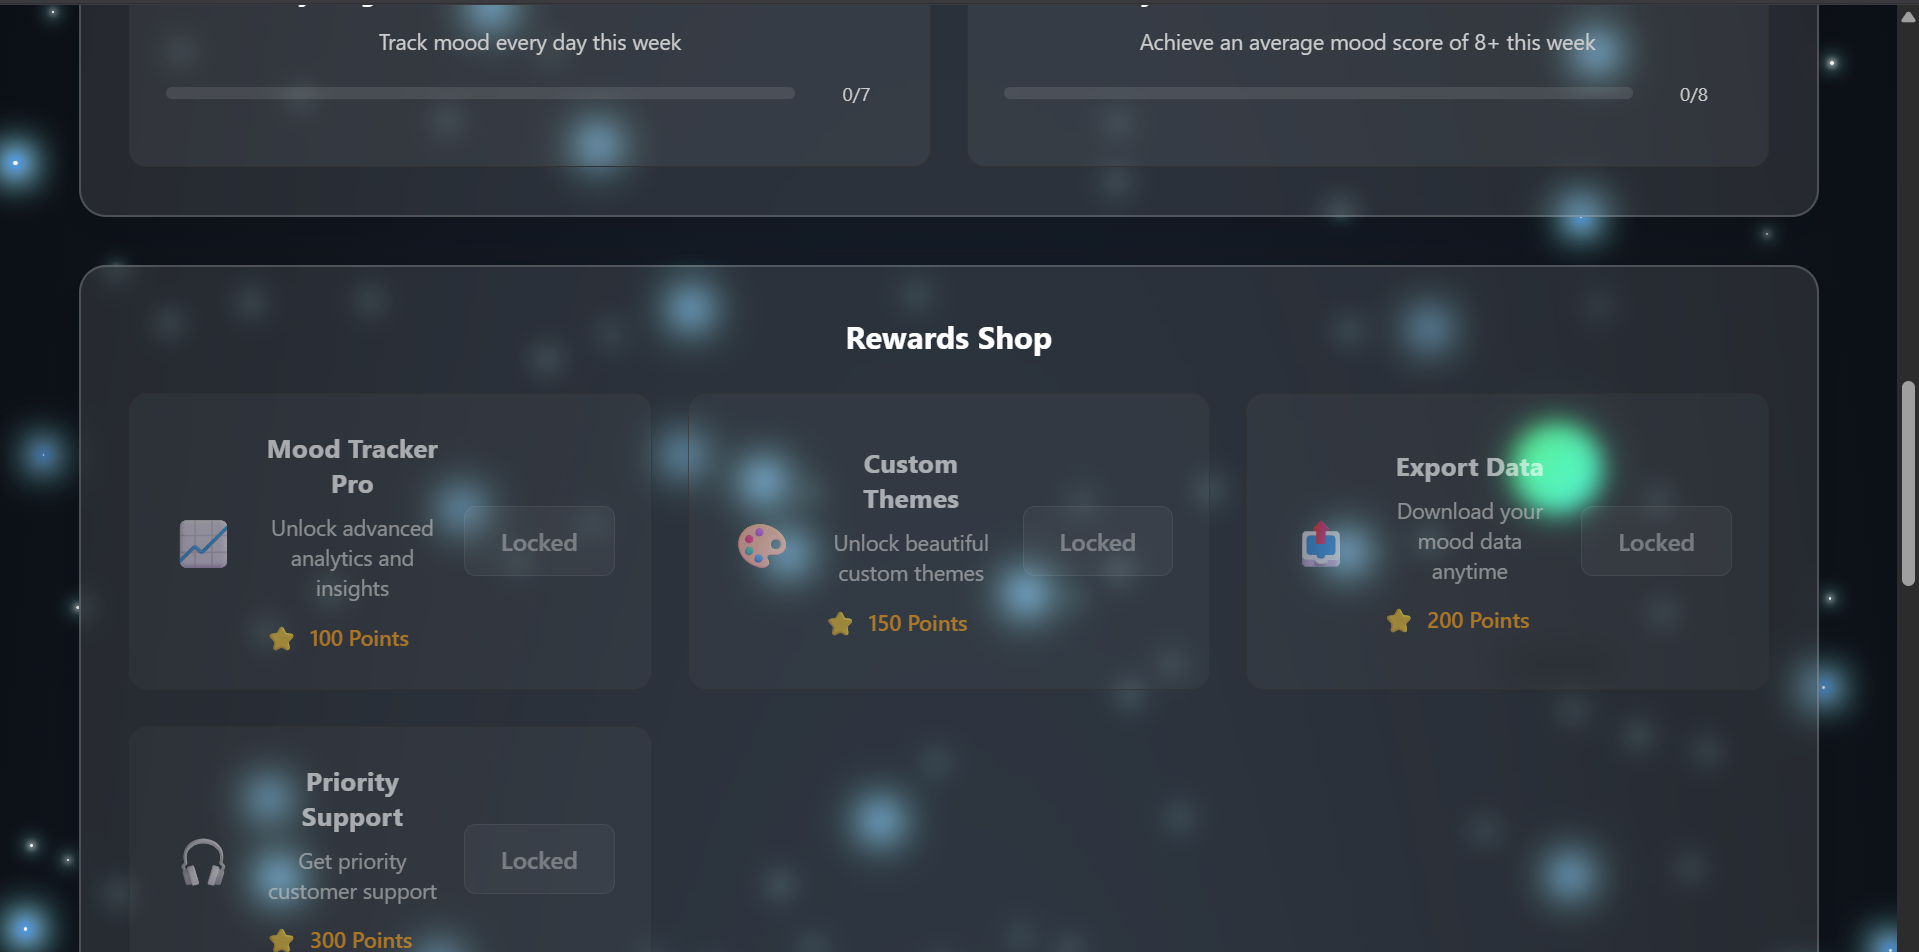 Track mood every day this week
0/7
Achieve an average mood score of 8+ this week
0/8
Rewards Shop
Mood Tracker
Pro
Unlock advanced
analytics and
insights
100 Points
Locked
Custom
Themes
Unlock beautiful
custom themes
150 Points
Locked
Export Data
Download your
mood data
anytime
200 Points
Locked
Priority
Support
Get priority
customer support
300 Points
Locked